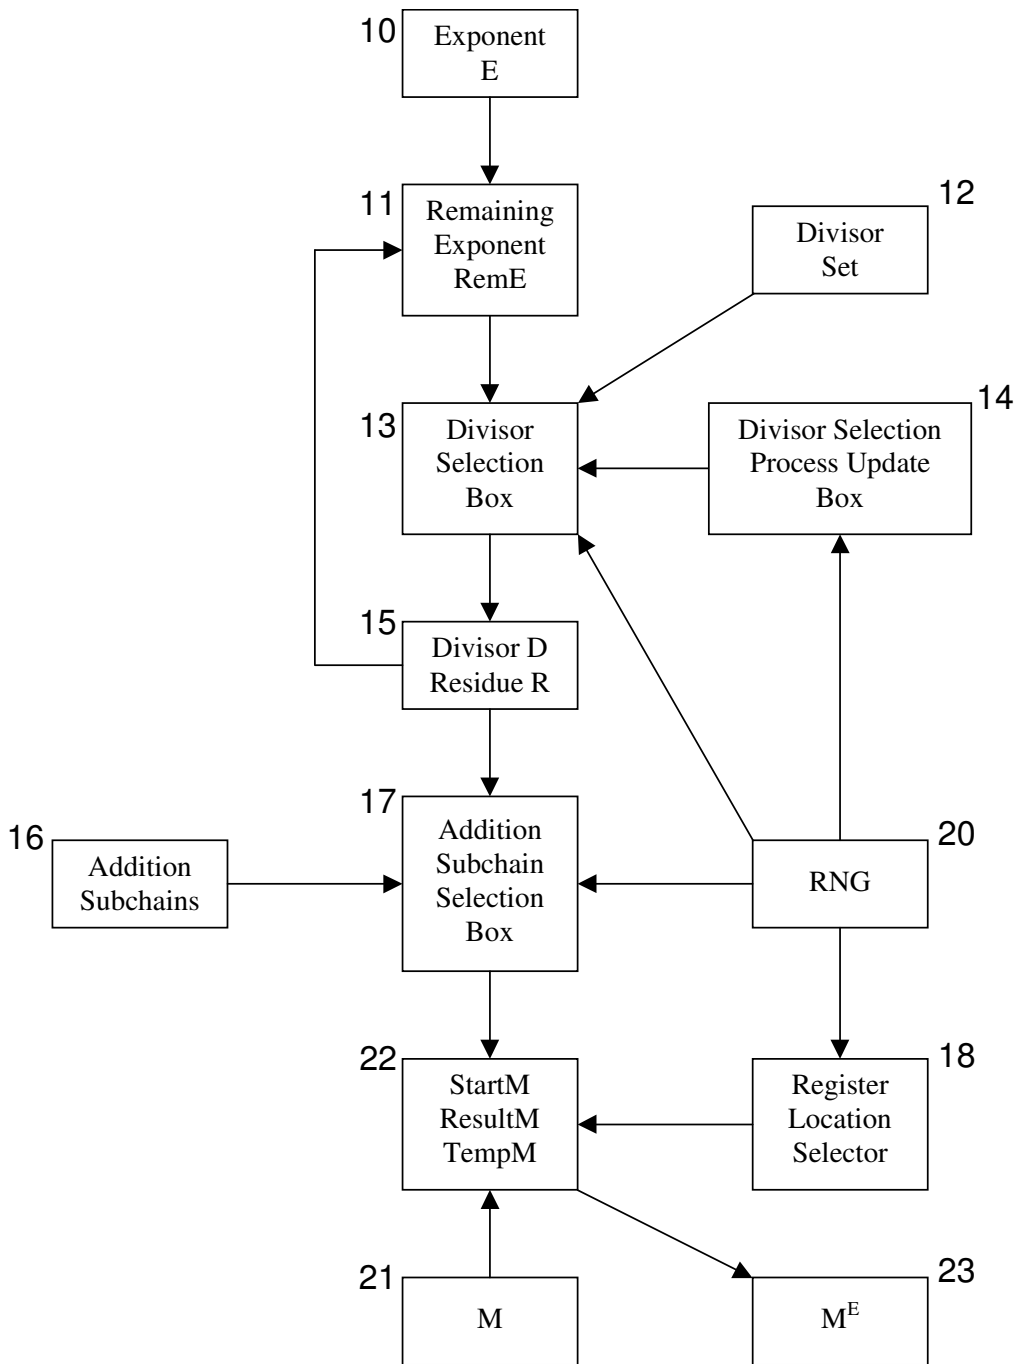 10
Exponent
E
11
Remaining
Exponent
RemE
12
Divisor
Set
13
Divisor
Selection
Box
14
Divisor Selection
Process Update
Box
15
Divisor D
Residue R
16
Addition
Subchains
17
Addition
Subchain
Selection
Box
20
RNG
22
StartM
ResultM
TempM
18
Register
Location
Selector
21
M
23
M^E